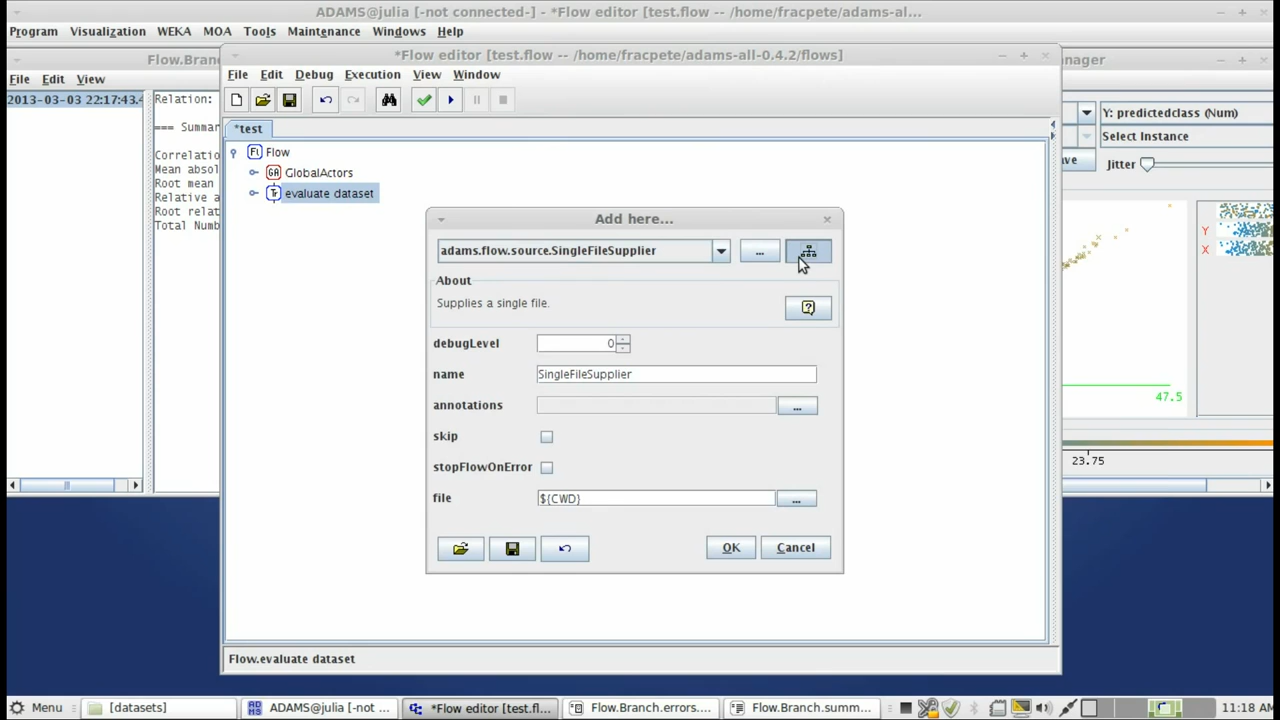 ADAMS@julia [-not connected-] - *Flow editor [test.flow -- /home/fracpete/adams-al...
Program Visualization WEKA MOA Tools Maintenance Windows Help
Flow.Bran
*Flow editor [test.flow -- /home/fracpete/adams-all-0.4.2/flows]
nager
File Edit View
File Edit Debug Execution View Window
2013-03-03 22:17:43.4
Relation:
=== Summar
Correlatio
Mean absol
Root mean
Relative a
Root relat
Total Numb
*test
Flow
GlobalActors
evaluate dataset
Y: predictedclass (Num)
Select Instance
ve
Jitter
Y
X
47.5
23.75
Add here...
adams.flow.source.SingleFileSupplier
...
About
Supplies a single file.
debugLevel
0
name
SingleFileSupplier
annotations
...
skip
stopFlowOnError
file
${CWD}
...
OK
Cancel
Flow.evaluate dataset
Menu
[datasets]
ADAMS@julia [-not ...
*Flow editor [test.fl...
Flow.Branch.errors....
Flow.Branch.summ...
11:18 AM